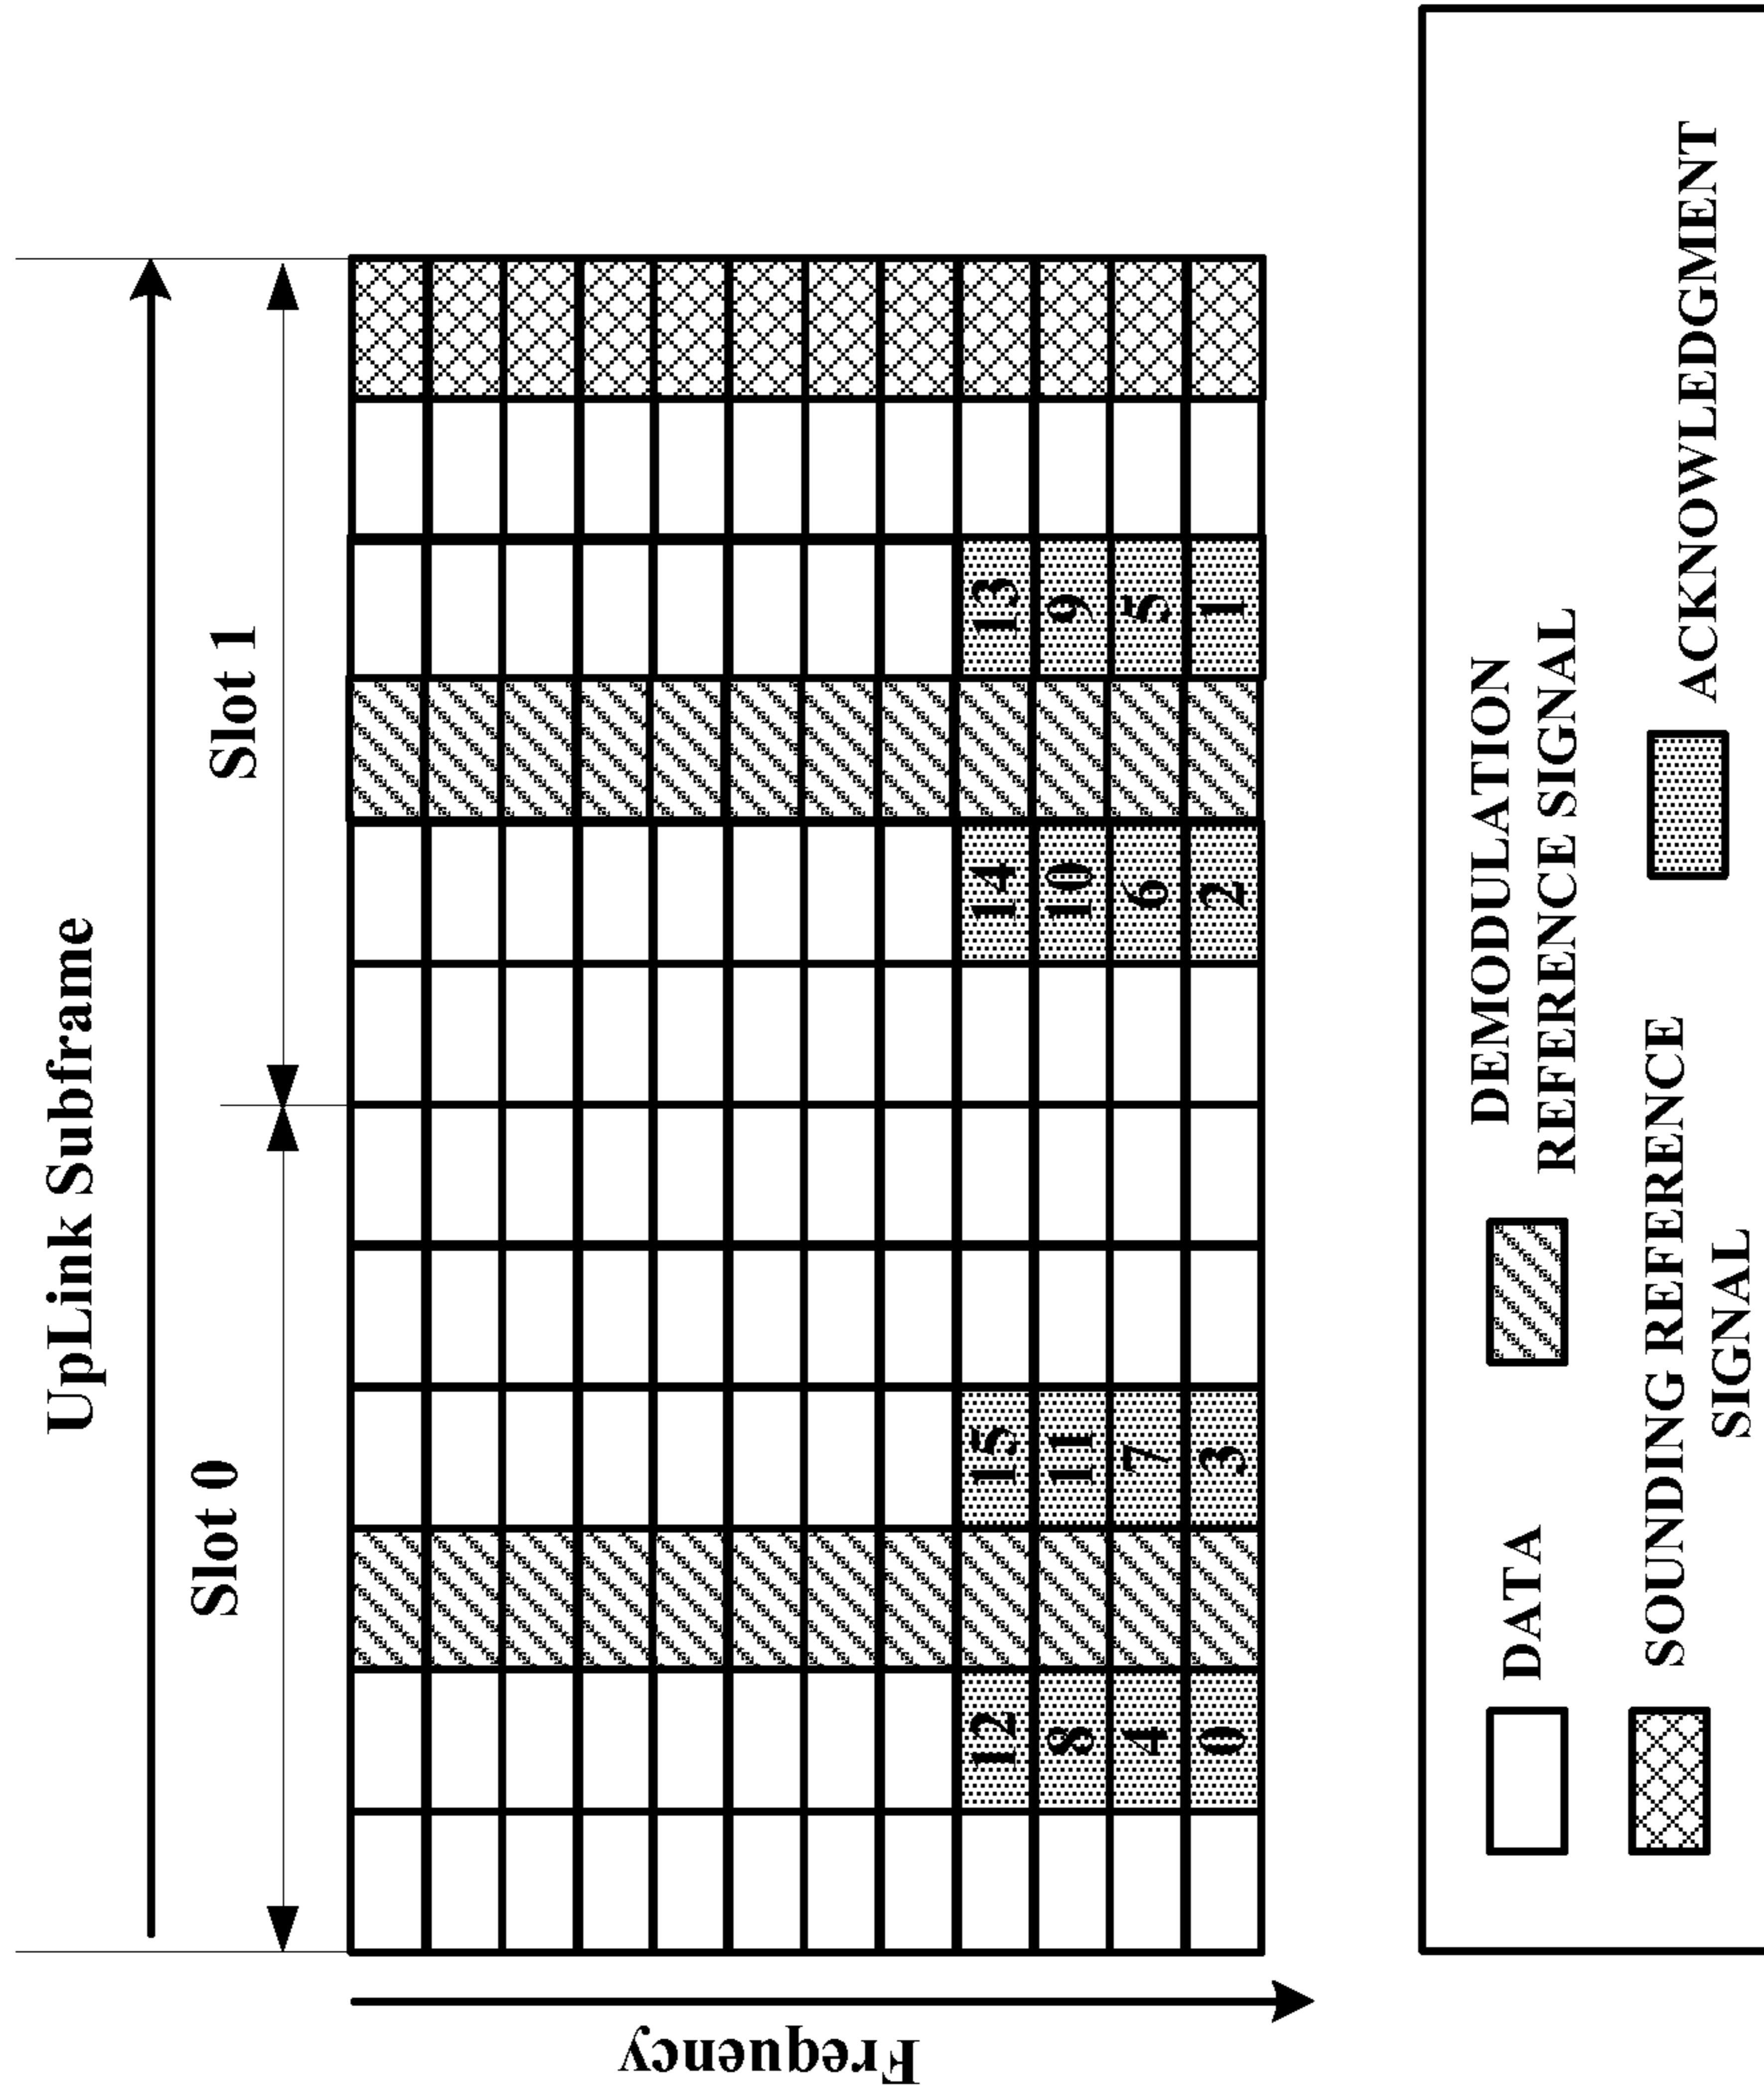 UpLink Subframe
Slot 0
Slot 1
Frequency
12 15 14 13
8 11 10 9
4 7 6 5
0 3 2 1
DATA
DEMODULATION
REFERENCE SIGNAL
SOUNDING REFERENCE
SIGNAL
ACKNOWLEDGMENT